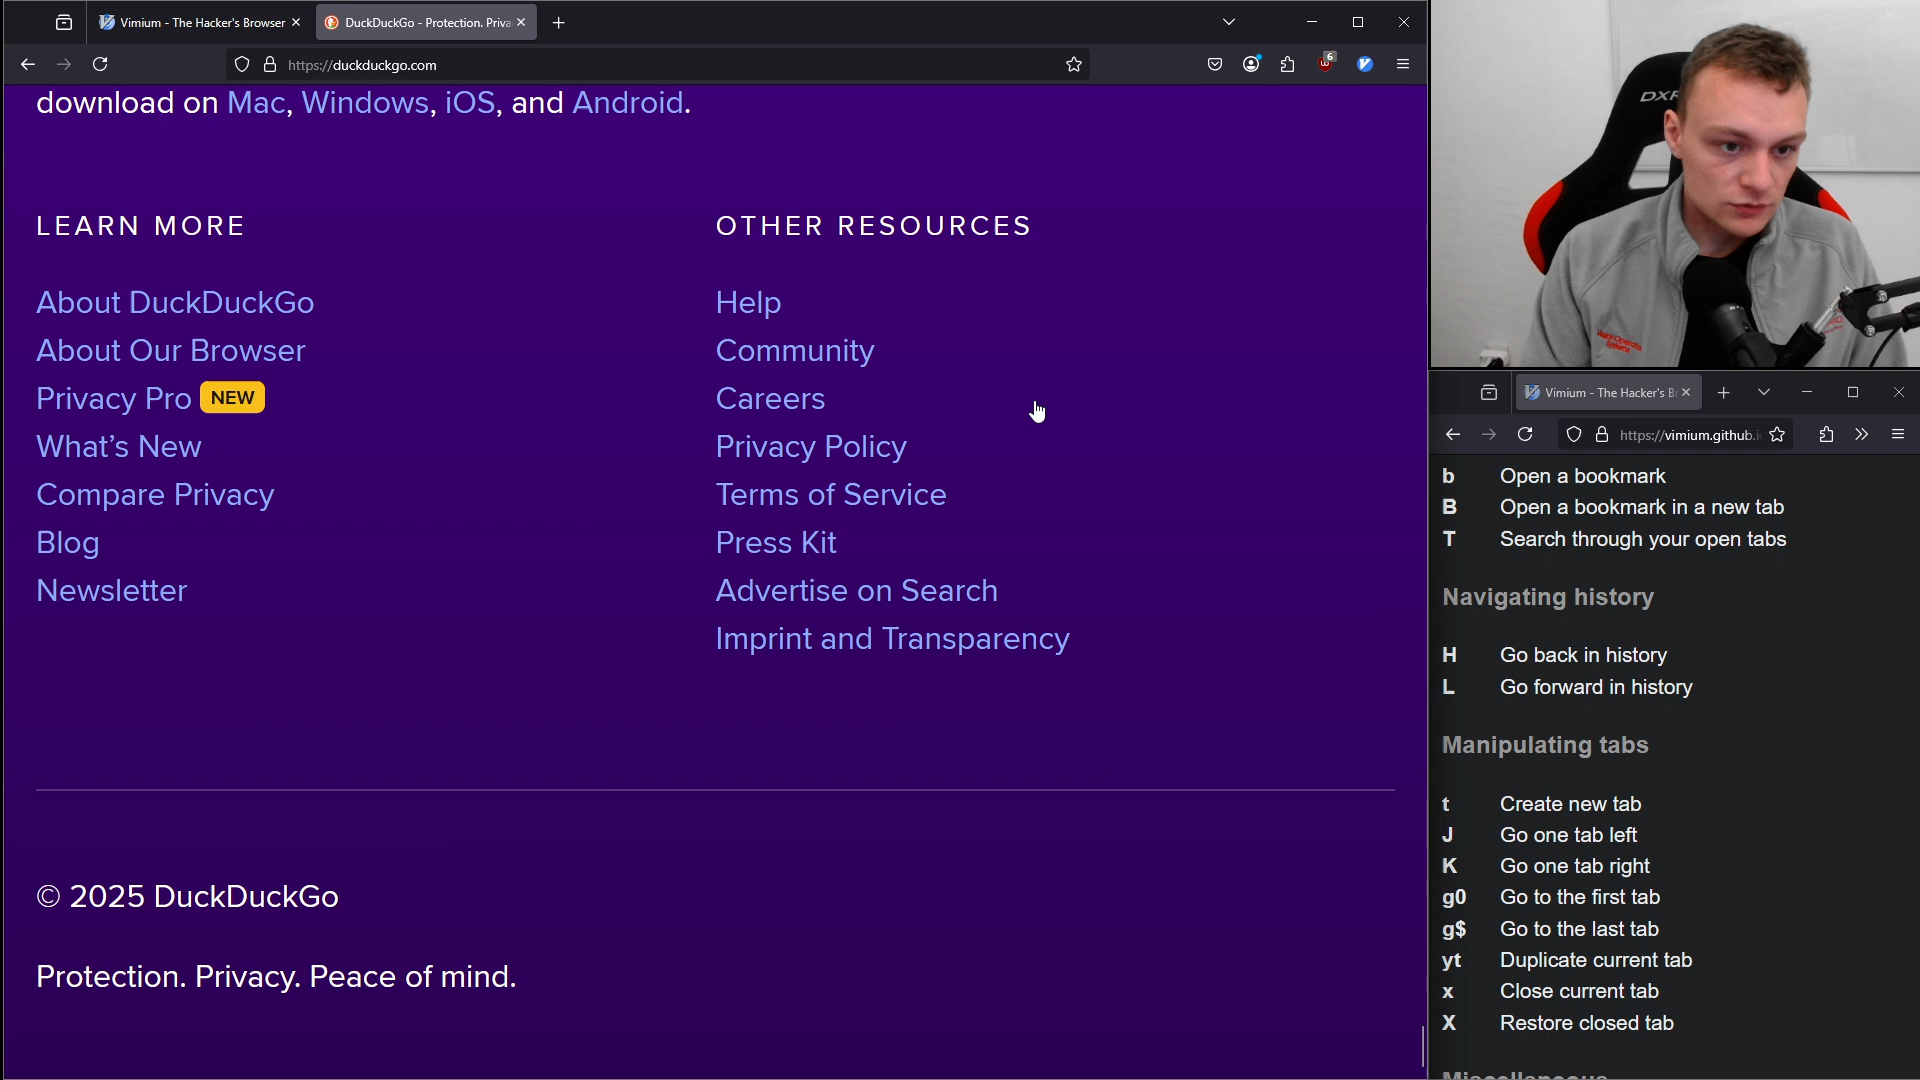 Vimium - The Hacker's Browser
DuckDuckGo - Protection. Priva
https://duckduckgo.com
6
download on Mac, Windows, iOS, and Android.
LEARN MORE
About DuckDuckGo
About Our Browser
Privacy Pro NEW
What's New
Compare Privacy
Blog
Newsletter
OTHER RESOURCES
Help
Community
Careers
Privacy Policy
Terms of Service
Press Kit
Advertise on Search
Imprint and Transparency
© 2025 DuckDuckGo
Protection. Privacy. Peace of mind.
Vimium - The Hacker's Br
https://vimium.github.i
b Open a bookmark
B Open a bookmark in a new tab
T Search through your open tabs
Navigating history
H Go back in history
L Go forward in history
Manipulating tabs
t Create new tab
J Go one tab left
K Go one tab right
g0 Go to the first tab
g$ Go to the last tab
yt Duplicate current tab
x Close current tab
X Restore closed tab
Miscellaneous